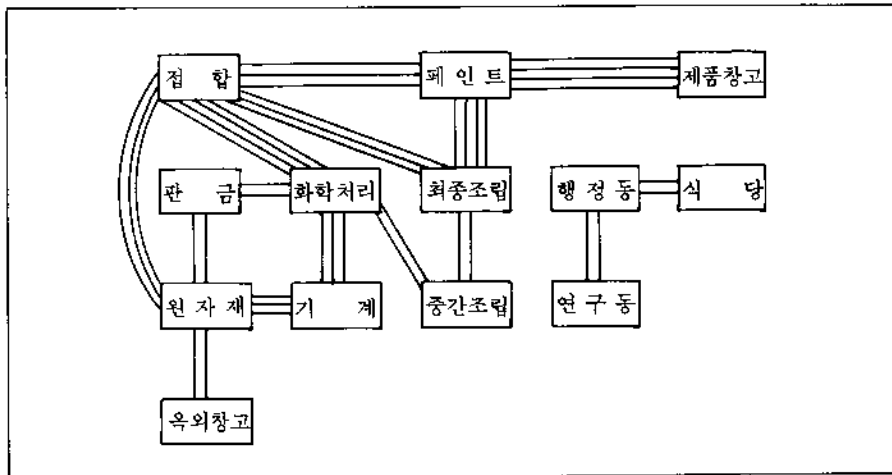 접 합 페 인 트 제품창고
판 금 화학처리 최종조립 행 정 동 식 당
원 자 재 기 계 중간조립 연 구 동
옥외창고